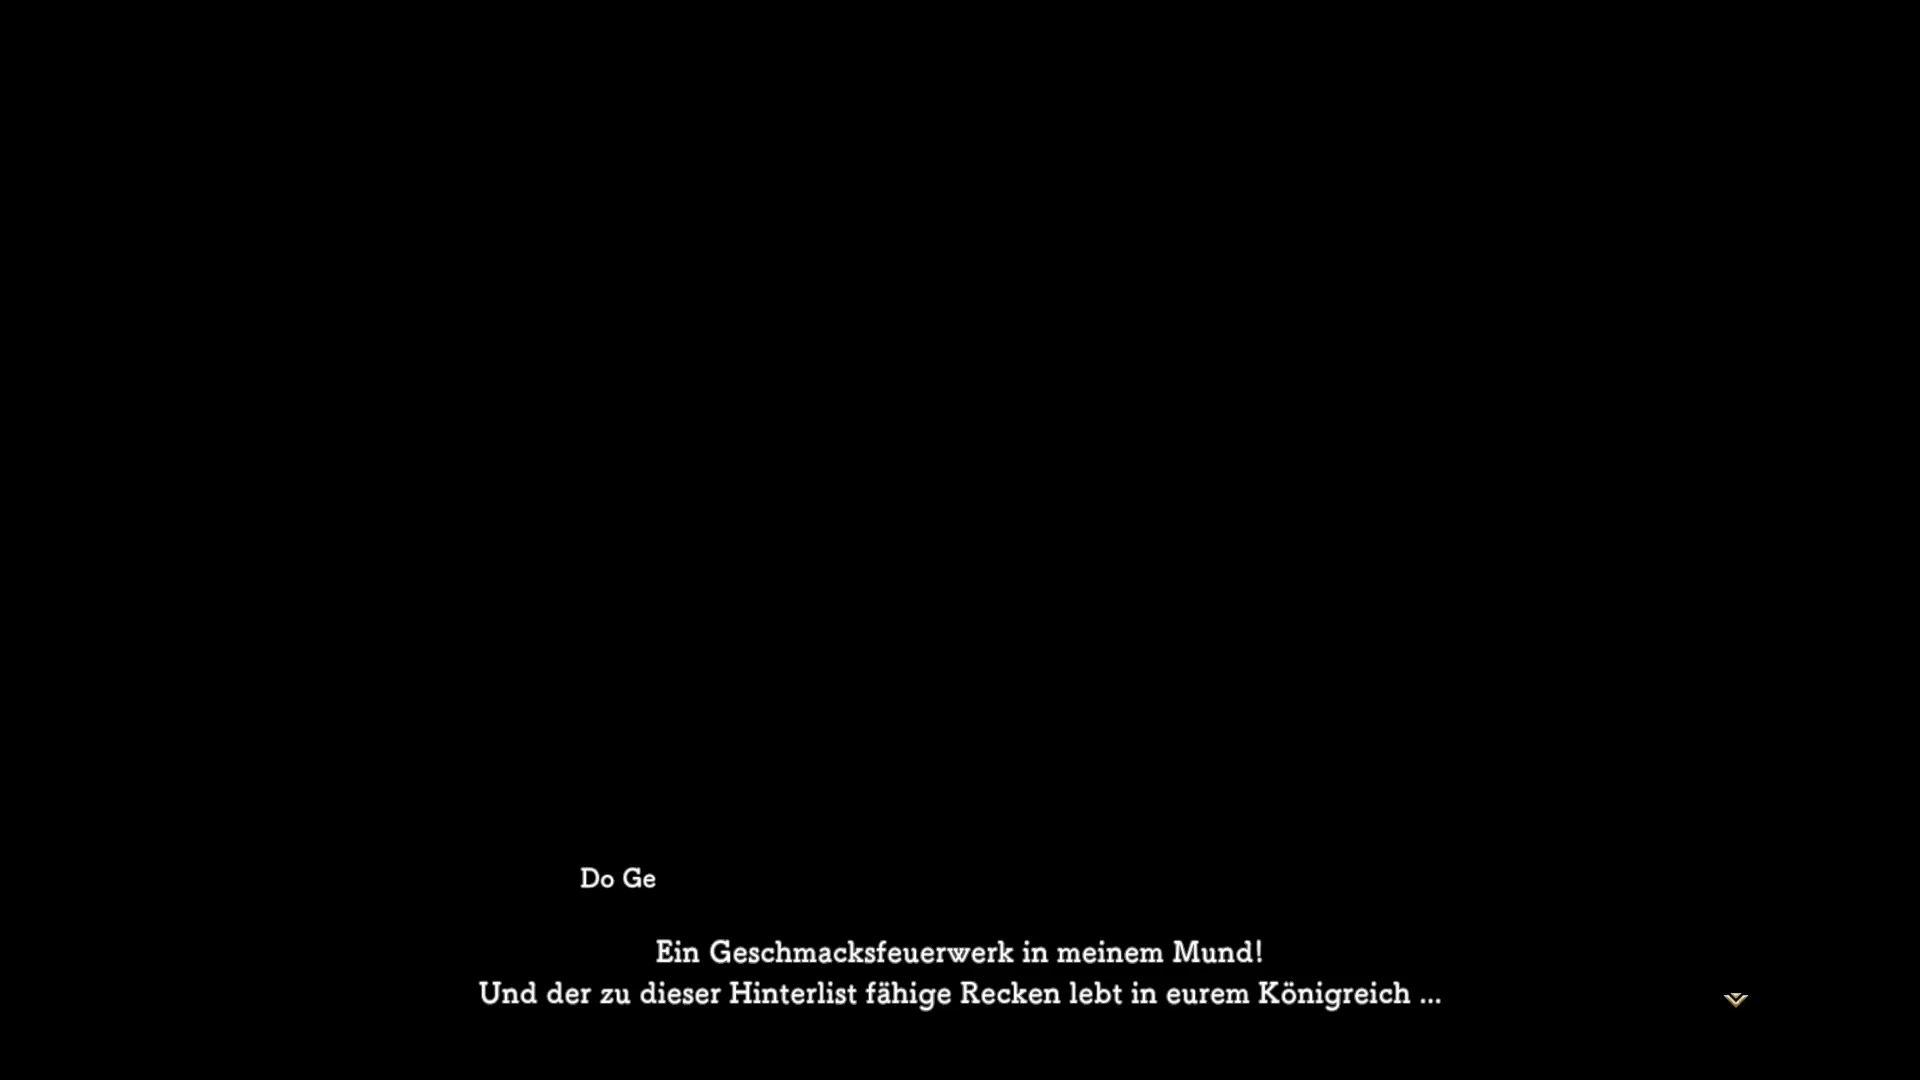 Do Ge
Ein Geschmacksfeuerwerk in meinem Mund!
Und der zu dieser Hinterlist fähige Recken lebt in eurem Königreich ...